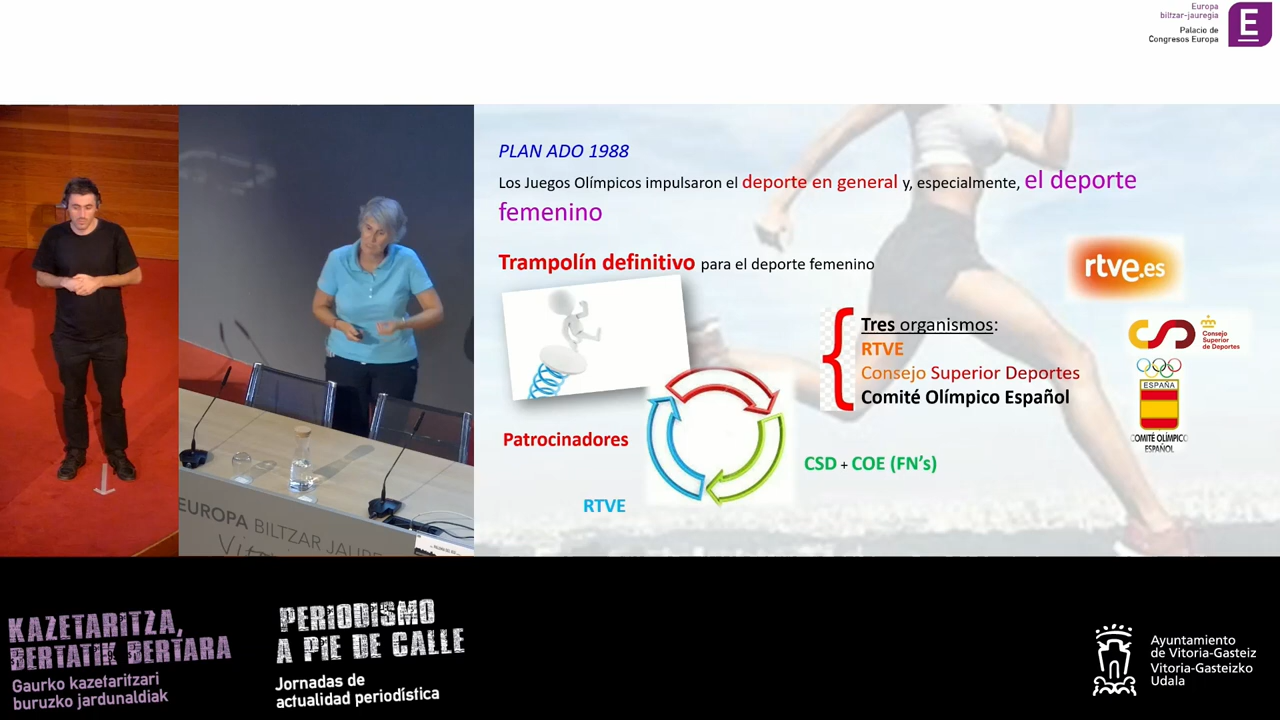 Europa
biltzar-jauregia
Palacio de
Congresos Europa
E
PLAN ADO 1988
Los Juegos Olímpicos impulsaron el deporte en general y, especialmente, el deporte
femenino
Trampolín definitivo para el deporte femenino
rtve.es
Tres organismos:
RTVE
Consejo Superior Deportes
Comité Olímpico Español
Consejo
Superior
de Deportes
ESPAÑA
COMITÉ OLÍMPICO
ESPAÑOL
Patrocinadores
CSD + COE (FN's)
RTVE
EUROPA BILTZAR JAURE
KAZETARITZA,
BERTATIK BERTARA
Gaurko kazetaritzari
buruzko jardunaldiak
PERIODISMO
A PIE DE CALLE
Jornadas de
actualidad periodística
Ayuntamiento
de Vitoria-Gasteiz
Vitoria-Gasteizko
Udala